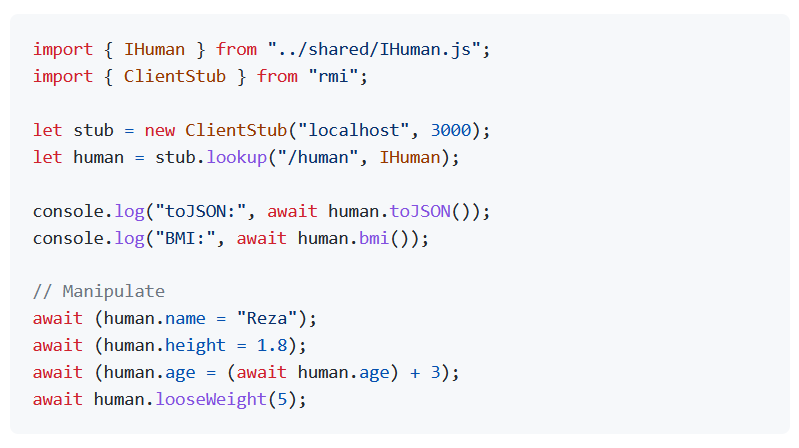 import { IHuman } from "../shared/IHuman.js";
import { ClientStub } from "rmi";
let stub = new ClientStub("localhost", 3000);
let human = stub.lookup("/human", IHuman);
console.log("toJSON:", await human.toJSON());
console.log("BMI:", await human.bmi());
// Manipulate
await (human.name = "Reza");
await (human.height = 1.8);
await (human.age = (await human.age) + 3);
await human.looseWeight(5);